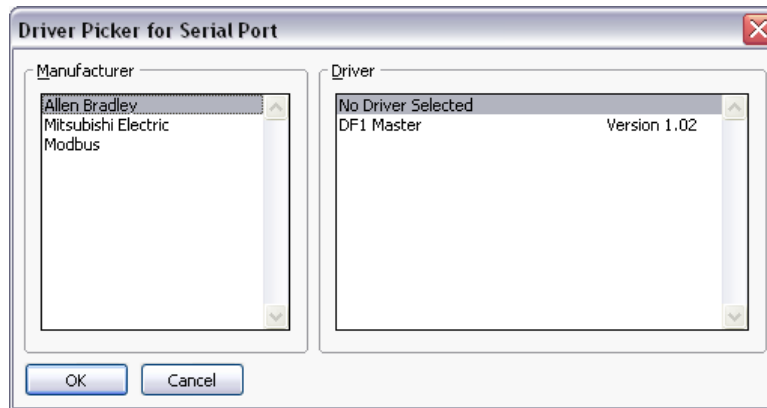 Driver Picker for Serial Port
Manufacturer
Allen Bradley
Mitsubishi Electric
Modbus
Driver
No Driver Selected
DF1 Master Version 1.02
OK
Cancel